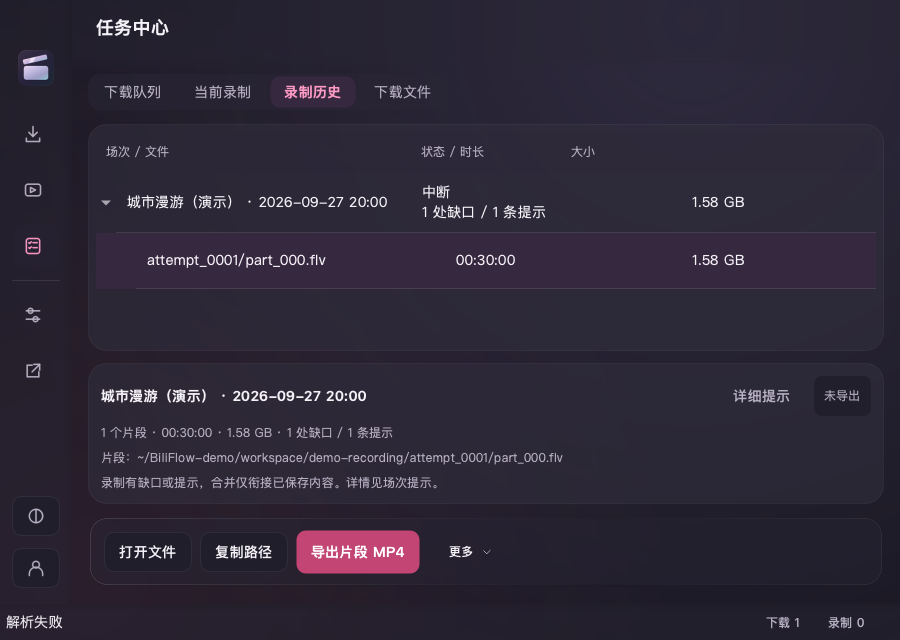 任务中心
下载队列 当前录制 录制历史 下载文件
场次 / 文件 状态 / 时长 大小
城市漫游（演示） · 2026-09-27 20:00 中断 1.58 GB
1 处缺口 / 1 条提示
attempt_0001/part_000.flv 00:30:00 1.58 GB
城市漫游（演示） · 2026-09-27 20:00 详细提示 未导出
1 个片段 · 00:30:00 · 1.58 GB · 1 处缺口 / 1 条提示
片段：~/BiliFlow-demo/workspace/demo-recording/attempt_0001/part_000.flv
录制有缺口或提示，合并仅衔接已保存内容。详情见场次提示。
打开文件 复制路径 导出片段 MP4 更多
解析失败 下载 1 录制 0